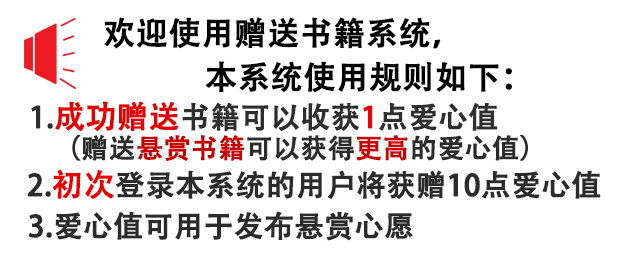 欢迎使用赠送书籍系统,
本系统使用规则如下:
1.成功赠送书籍可以收获1点爱心值
(赠送悬赏书籍可以获得更高的爱心值)
2.初次登录本系统的用户将获赠10点爱心值
3.爱心值可用于发布悬赏心愿